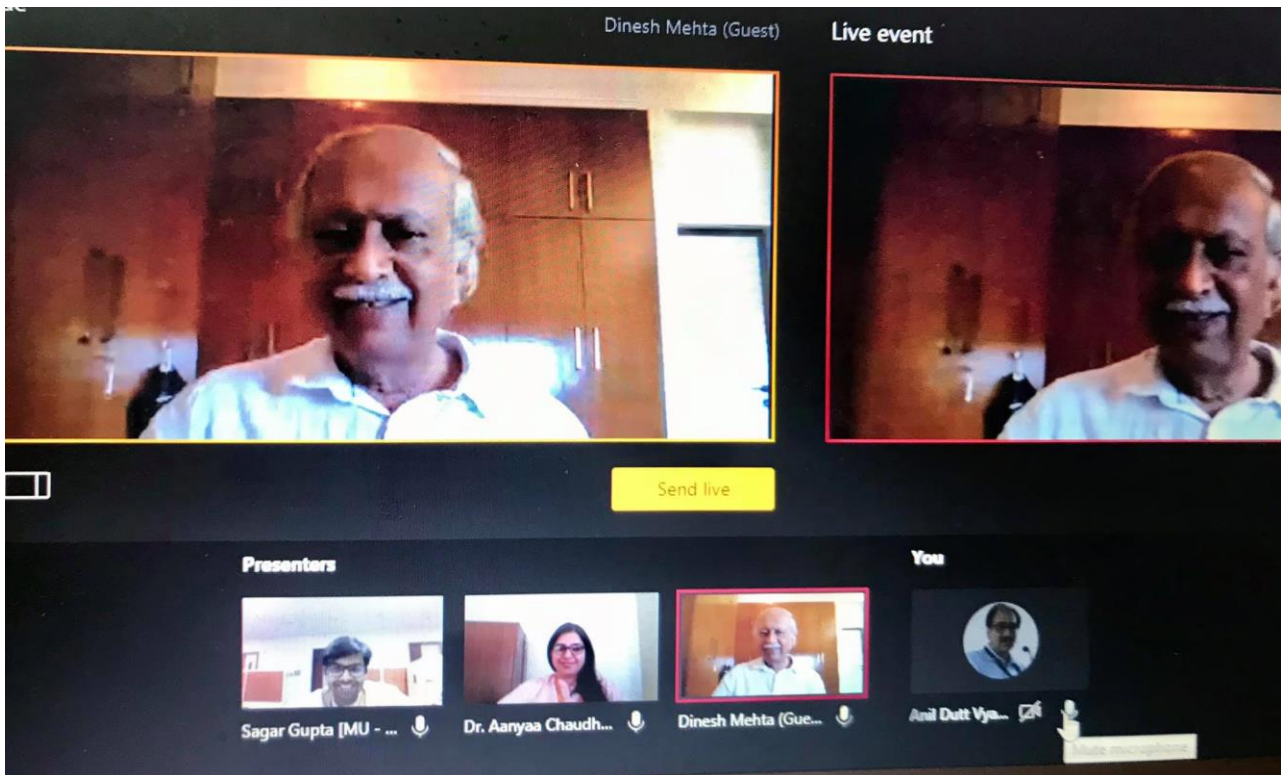 Dinesh Mehta (Guest)
Live event
Send live
Presenters
You
Sagar Gupta [MU - ...
Dr. Aanyaa Chaudh...
Dinesh Mehta (Gue...
Anil Dutt Vya...
Mute microphone